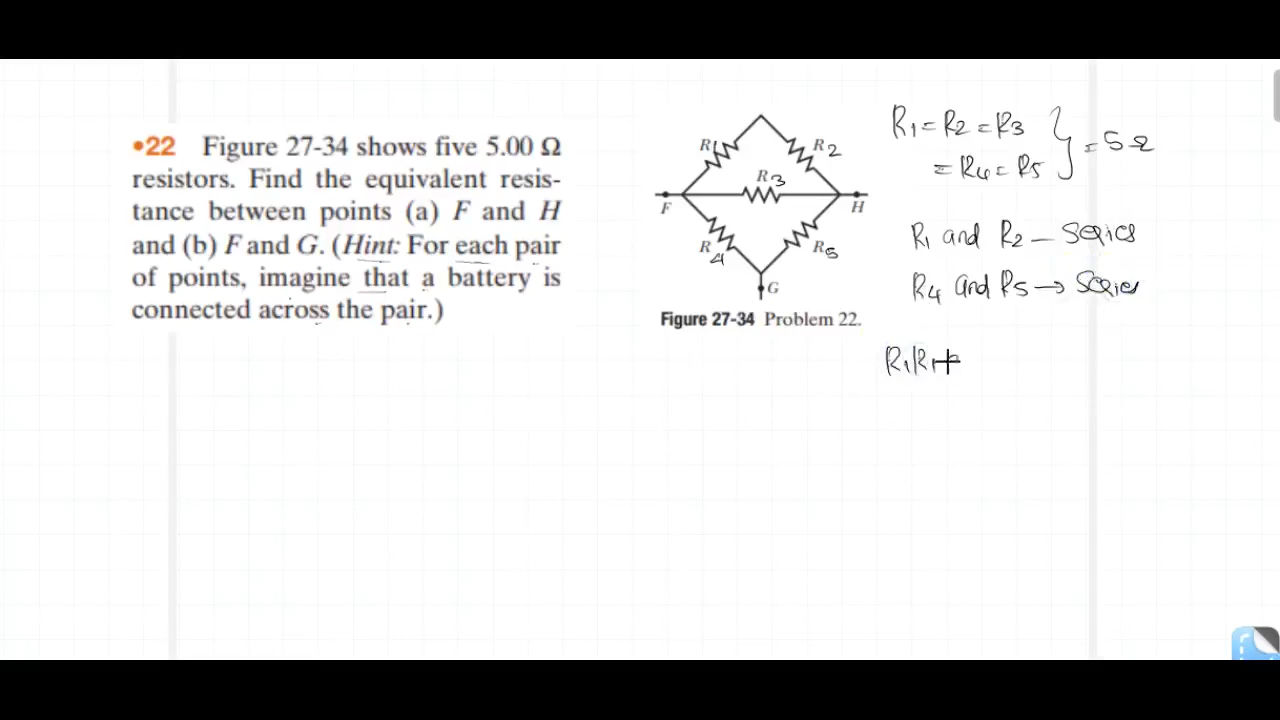 •22 Figure 27-34 shows five 5.00 Ω
resistors. Find the equivalent resis-
tance between points (a) F and H
and (b) F and G. (Hint: For each pair
of points, imagine that a battery is
connected across the pair.)
R1
R2
R3
F
H
R4
R5
G
Figure 27-34 Problem 22.
R1 = R2 = R3
= R4 = R5 } = 5Ω
R1 and R2 – Series
R4 and R5 → Series
R1R1+